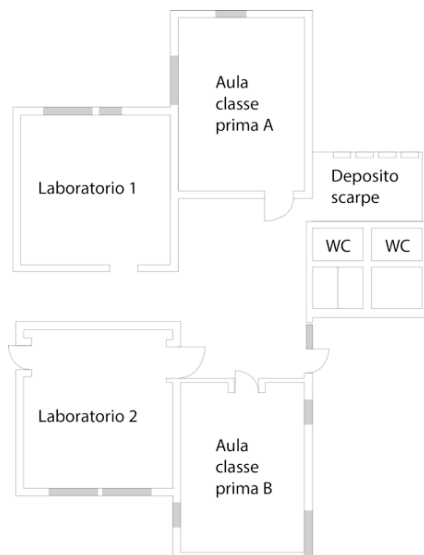 Aula
classe
prima A
Laboratorio 1
Deposito
scarpe
WC
WC
Laboratorio 2
Aula
classe
prima B